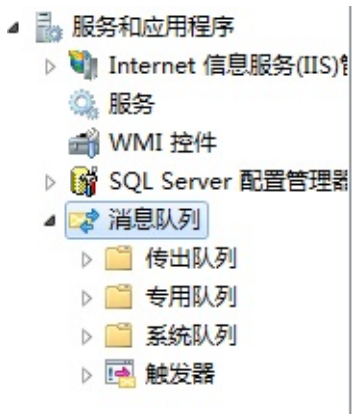 服务和应用程序
Internet 信息服务(IIS)管
服务
WMI 控件
SQL Server 配置管理器
消息队列
传出队列
专用队列
系统队列
触发器